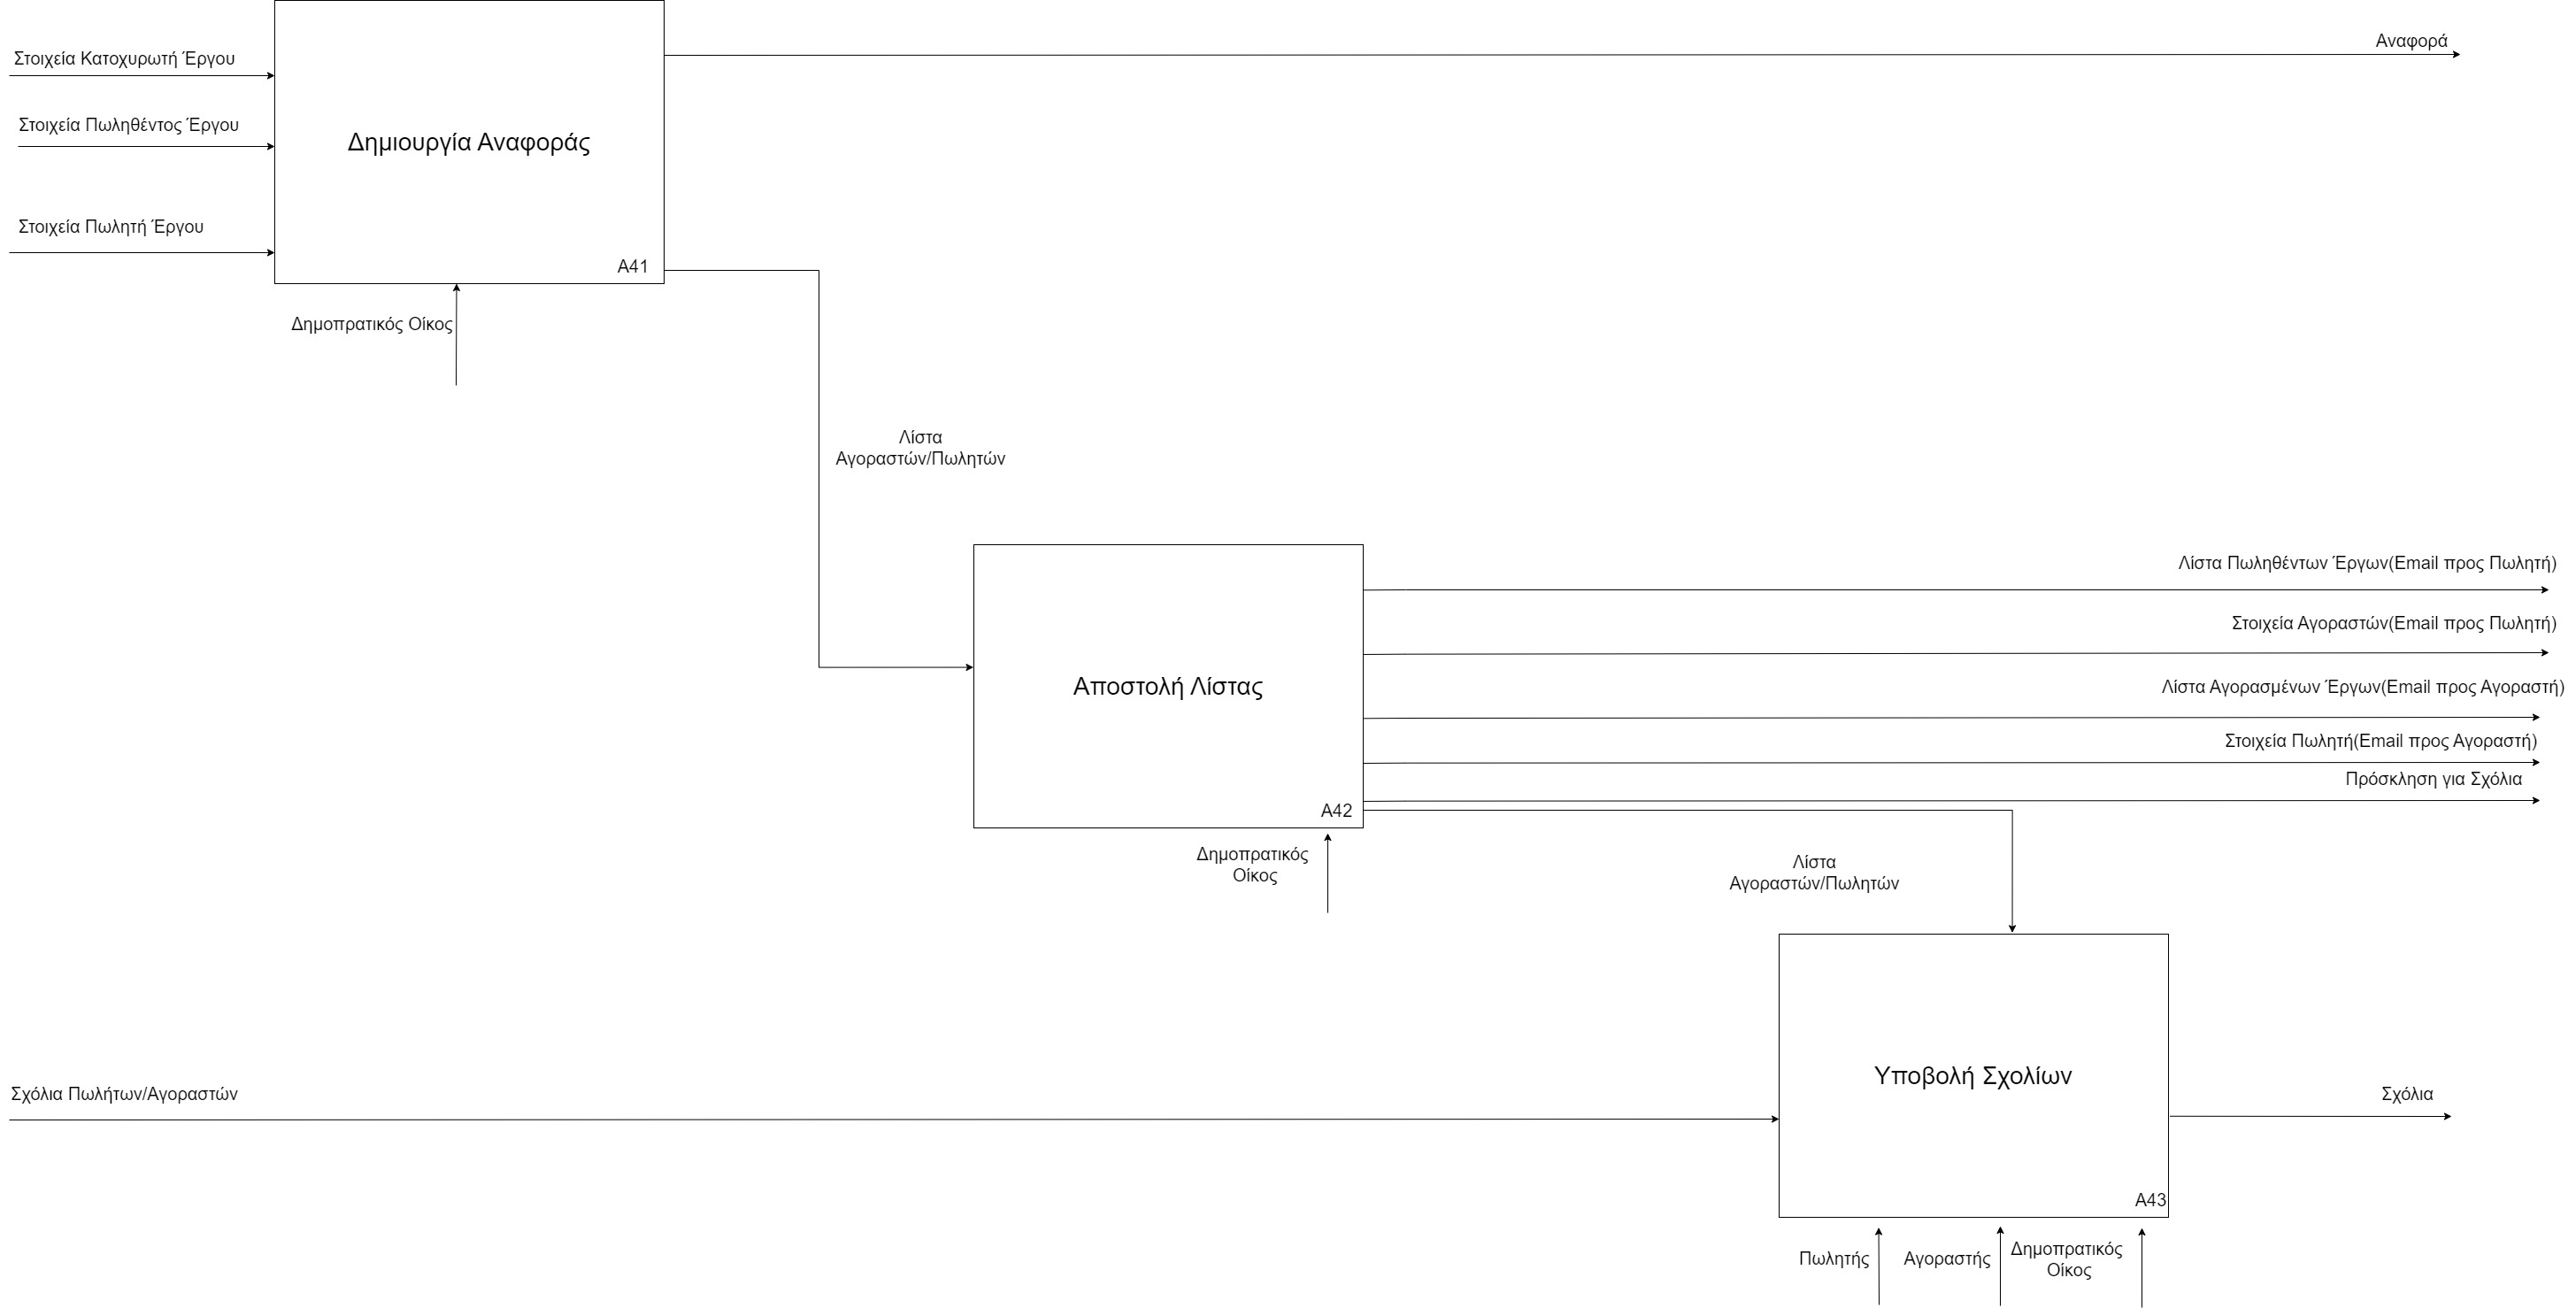 Στοιχεία Κατοχυρωτή Έργου
Αναφορά
Στοιχεία Πωληθέντος Έργου
Δημιουργία Αναφοράς
Στοιχεία Πωλητή Έργου
A41
Δημοπρατικός Οίκος
Λίστα
Αγοραστών/Πωλητών
Λίστα Πωληθέντων Έργων(Email προς Πωλητή)
Στοιχεία Αγοραστών(Email προς Πωλητή)
Αποστολή Λίστας
Λίστα Αγορασμένων Έργων(Email προς Αγοραστή)
Στοιχεία Πωλητή(Email προς Αγοραστή)
Πρόσκληση για Σχόλια
A42
Δημοπρατικός
Οίκος
Λίστα
Αγοραστών/Πωλητών
Υποβολή Σχολίων
Σχόλια Πωλήτων/Αγοραστών
Σχόλια
A43
Πωλητής
Αγοραστής
Δημοπρατικός
Οίκος